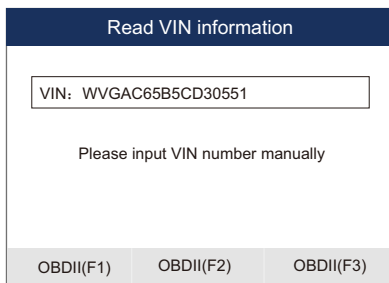 Read VIN information
VIN: WVGAC65B5CD30551
Please input VIN number manually
OBDII(F1) OBDII(F2) OBDII(F3)